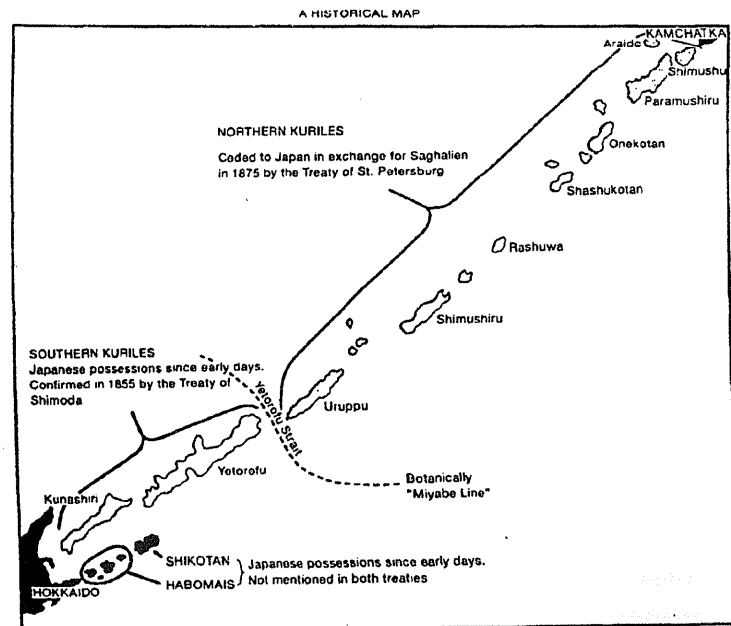 A HISTORICAL MAP
KAMCHATKA
Araido
Shimushu
Paramushiru
NORTHERN KURILES
Onekotan
Ceded to Japan in exchange for Saghalien
in 1875 by the Treaty of St. Petersburg
Shashukotan
Rashuwa
Shimushiru
SOUTHERN KURILES
Japanese possessions since early days.
Confirmed in 1855 by the Treaty of
Shimoda
Yetorofu Strait
Uruppu
Yetorofu
Botanically
"Miyabe Line"
Kunashiri
SHIKOTAN
HABOMAIS
Japanese possessions since early days.
Not mentioned in both treaties
HOKKAIDO